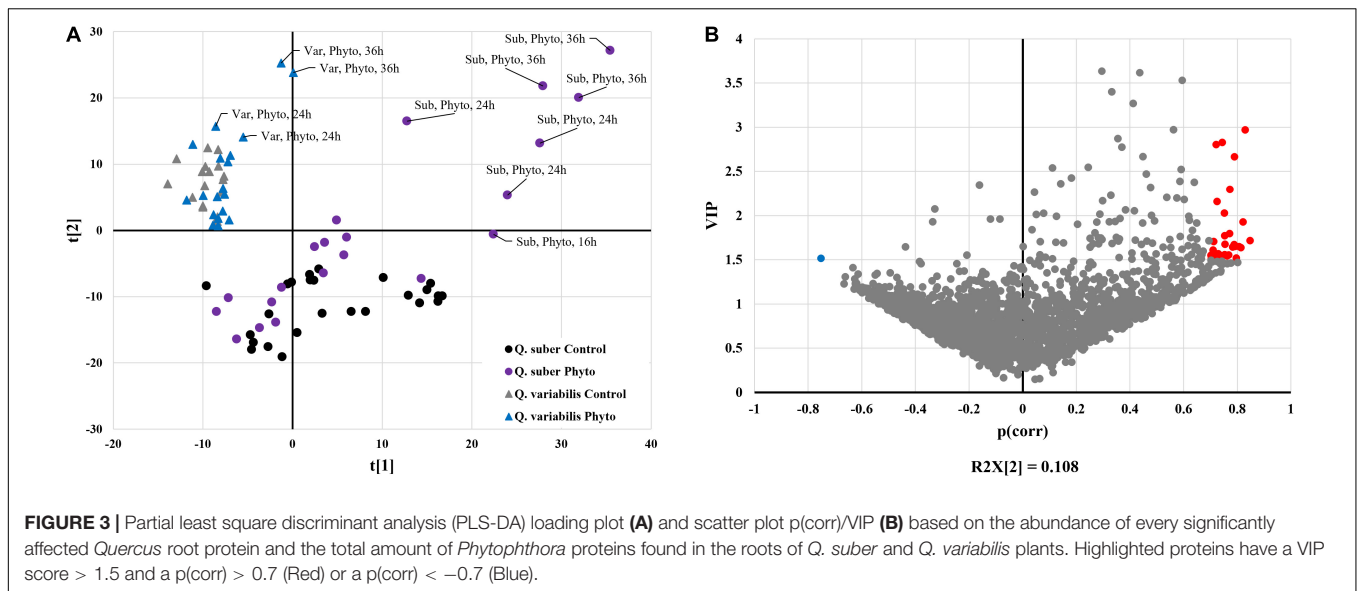 A
30
20
10
0
-10
-20
-30
t[2]
-20
-10
0
10
20
30
40
t[1]
Var, Phyto, 36h
Var, Phyto, 36h
Var, Phyto, 24h
Var, Phyto, 24h
Sub, Phyto, 36h
Sub, Phyto, 36h
Sub, Phyto, 36h
Sub, Phyto, 24h
Sub, Phyto, 24h
Sub, Phyto, 24h
Sub, Phyto, 16h
Q. suber Control
Q. suber Phyto
Q. variabilis Control
Q. variabilis Phyto
B
4
3.5
3
2.5
2
1.5
1
0.5
0
VIP
-1
-0.8
-0.6
-0.4
-0.2
0
0.2
0.4
0.6
0.8
1
p(corr)
R2X[2] = 0.108
FIGURE 3 | Partial least square discriminant analysis (PLS-DA) loading plot (A) and scatter plot p(corr)/VIP (B) based on the abundance of every significantly
affected Quercus root protein and the total amount of Phytophthora proteins found in the roots of Q. suber and Q. variabilis plants. Highlighted proteins have a VIP
score > 1.5 and a p(corr) > 0.7 (Red) or a p(corr) < −0.7 (Blue).